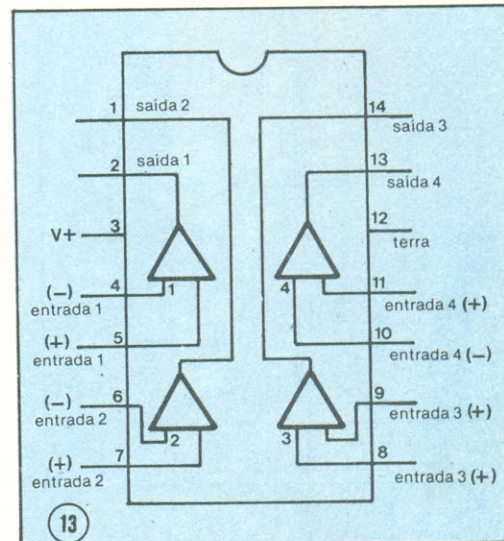 1 saída 2
2 saída 1
3 V+
4 (-) entrada 1
5 (+) entrada 1
6 (-) entrada 2
7 (+) entrada 2
1
2
14 saída 3
13 saída 4
12 terra
11 entrada 4 (+)
10 entrada 4 (-)
9 entrada 3 (+)
8 entrada 3 (+)
4
3
13